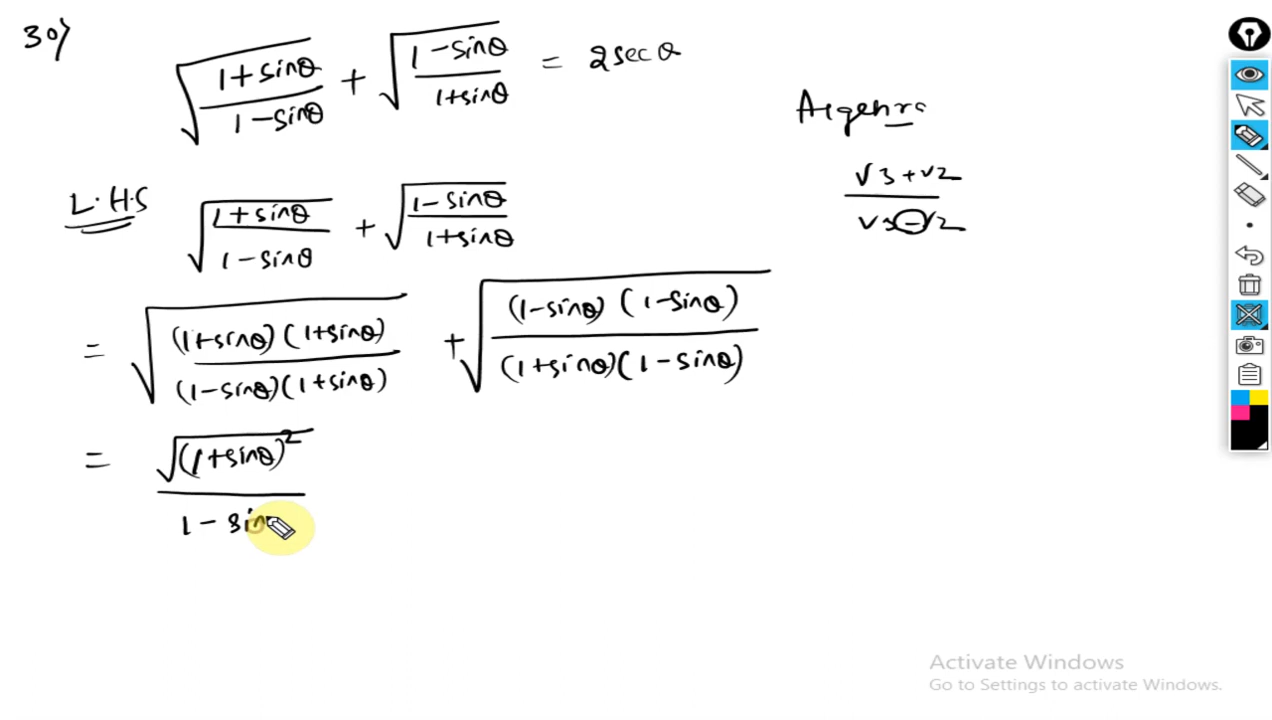 30)
√((1+sinθ)/(1-sinθ)) + √((1-sinθ)/(1+sinθ)) = 2secθ
Algebra
(√3+√2)/(√3-√2)
L.H.S √((1+sinθ)/(1-sinθ)) + √((1-sinθ)/(1+sinθ))
= √((1+sinθ)(1+sinθ)/(1-sinθ)(1+sinθ)) + √((1-sinθ)(1-sinθ)/(1+sinθ)(1-sinθ))
= √(1+sinθ)²/1-sin
Activate Windows
Go to Settings to activate Windows.